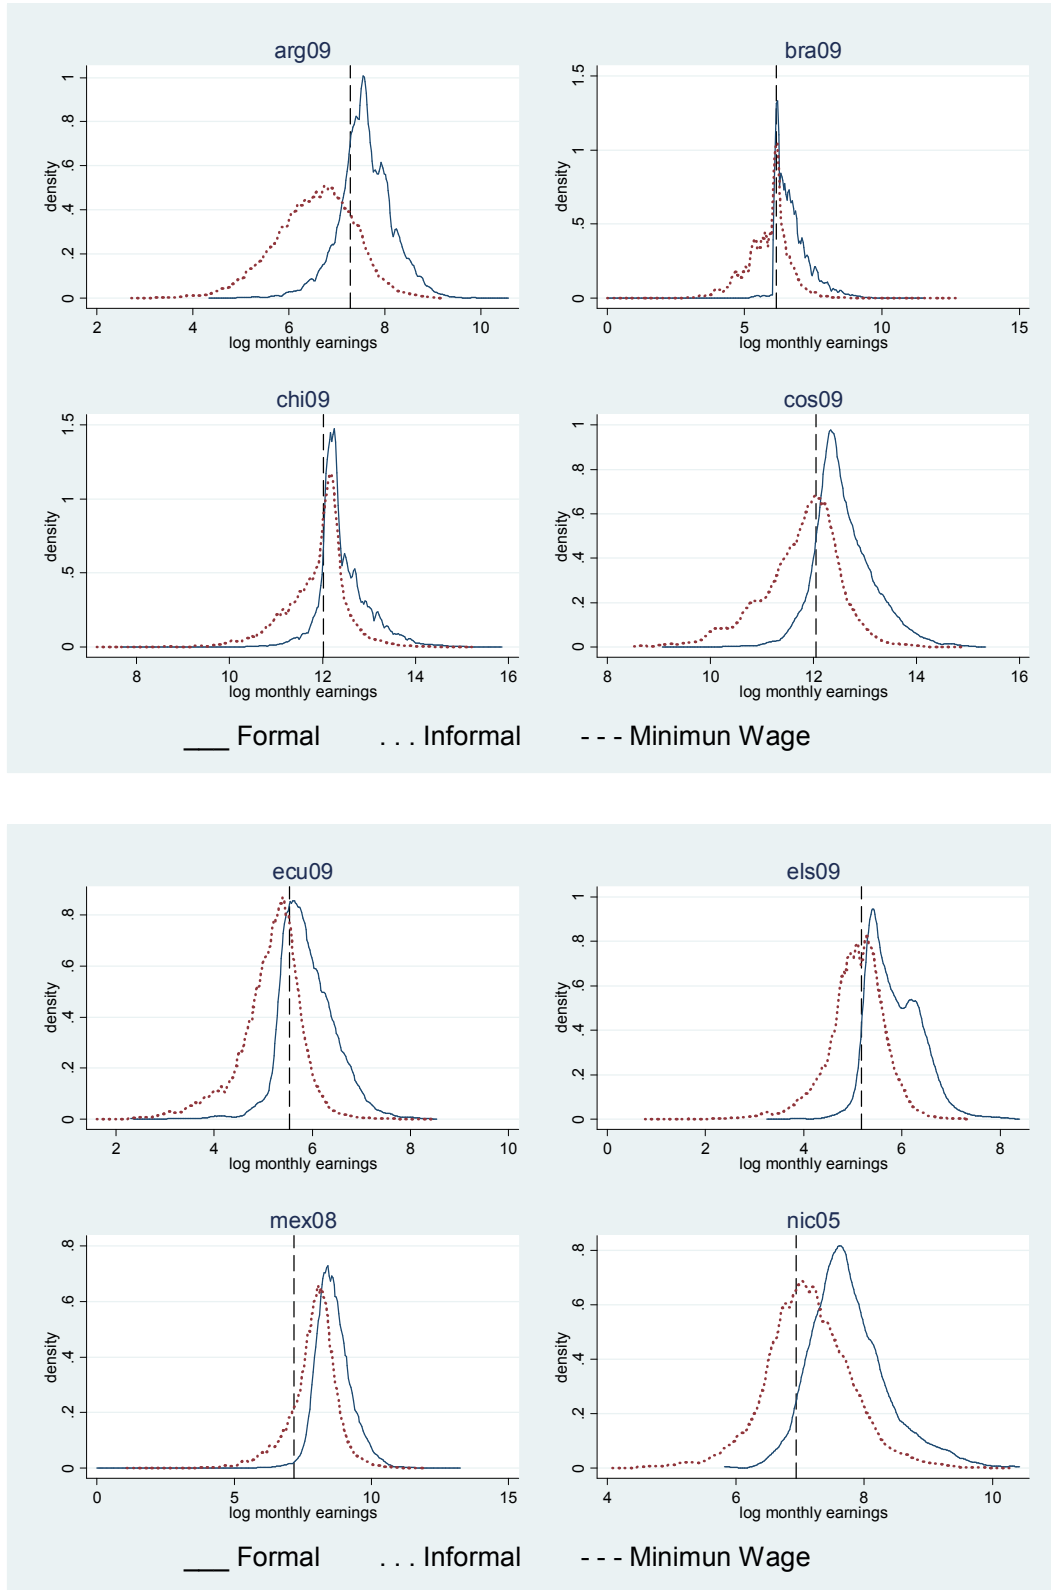 arg09
density
0 .2 .4 .6 .8 1
2 4 6 8 10
log monthly earnings
bra09
density
0 .5 1 1.5
0 5 10 15
log monthly earnings
chi09
density
0 .5 1 1.5
8 10 12 14 16
log monthly earnings
cos09
density
0 .2 .4 .6 .8 1
8 10 12 14 16
log monthly earnings
___ Formal . . . Informal - - - Minimun Wage
ecu09
density
0 .2 .4 .6 .8
2 4 6 8 10
log monthly earnings
els09
density
0 .2 .4 .6 .8 1
0 2 4 6 8
log monthly earnings
mex08
density
0 .2 .4 .6 .8
0 5 10 15
log monthly earnings
nic05
density
0 .2 .4 .6 .8
4 6 8 10
log monthly earnings
___ Formal . . . Informal - - - Minimun Wage